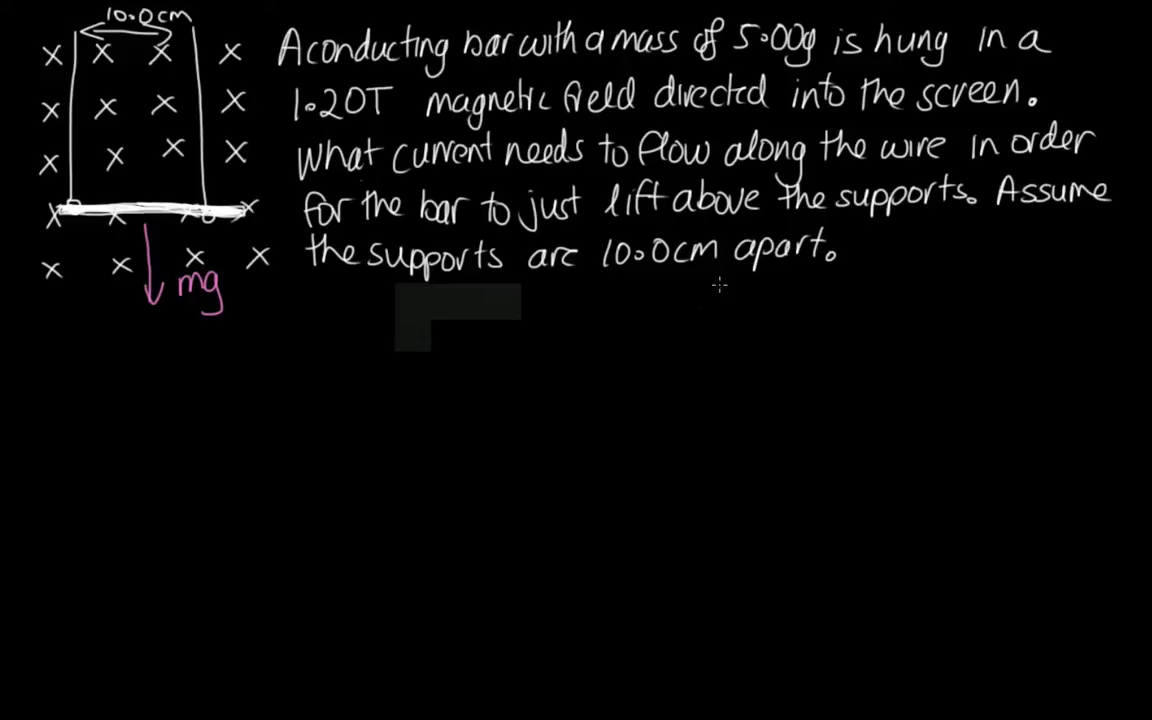 10.0cm
A conducting bar with a mass of 5.00g is hung in a
1.20T magnetic field directed into the screen.
What current needs to flow along the wire in order
for the bar to just lift above the supports. Assume
the supports are 10.0cm apart.
x x x x
x x x x
x x x x
x x x x
x x x x
mg